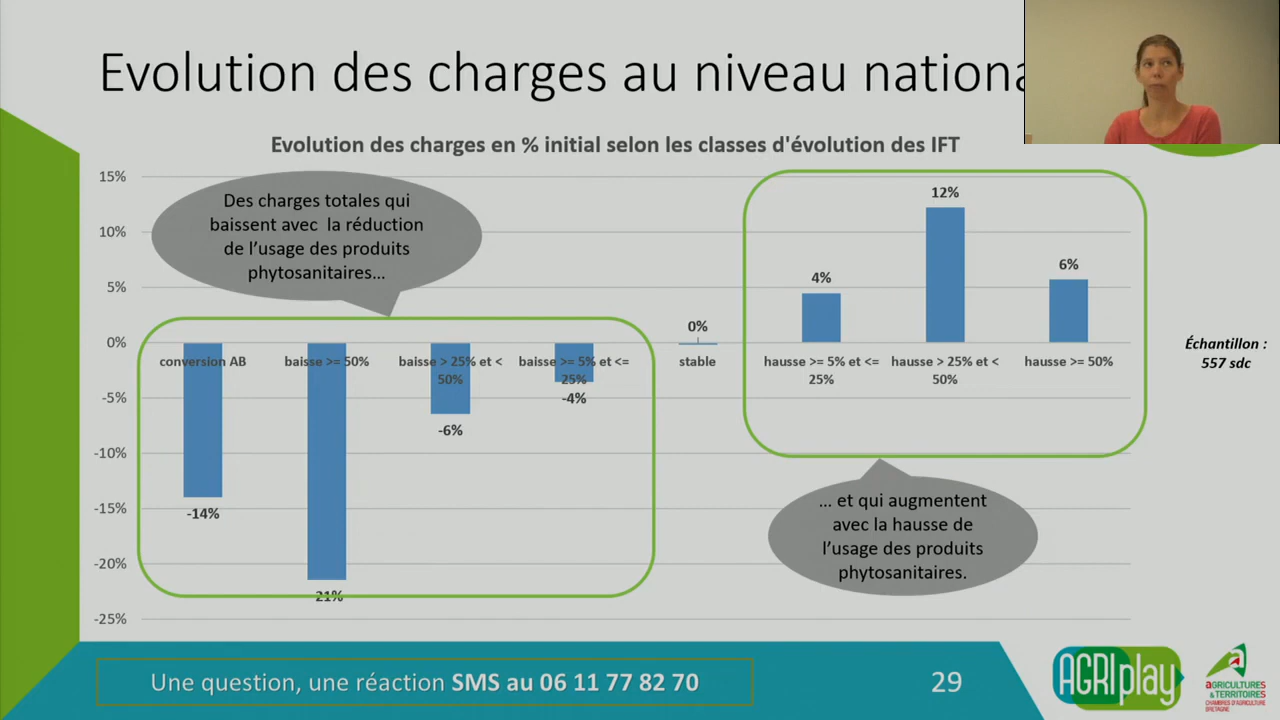 Evolution des charges au niveau nationa
Evolution des charges en % initial selon les classes d'évolution des IFT
15%
10%
5%
0%
-5%
-10%
-15%
-20%
-25%
Des charges totales qui
baissent avec la réduction
de l'usage des produits
phytosanitaires...
conversion AB
-14%
baisse >= 50%
-21%
baisse > 25% et <
50%
-6%
baisse >= 5% et <=
25%
-4%
0%
stable
4%
hausse >= 5% et <=
25%
12%
hausse > 25% et <
50%
6%
hausse >= 50%
Échantillon :
557 sdc
... et qui augmentent
avec la hausse de
l'usage des produits
phytosanitaires.
Une question, une réaction SMS au 06 11 77 82 70
29
AGRIplay
AGRICULTURES
& TERRITOIRES
CHAMBRES D'AGRICULTURE
BRETAGNE